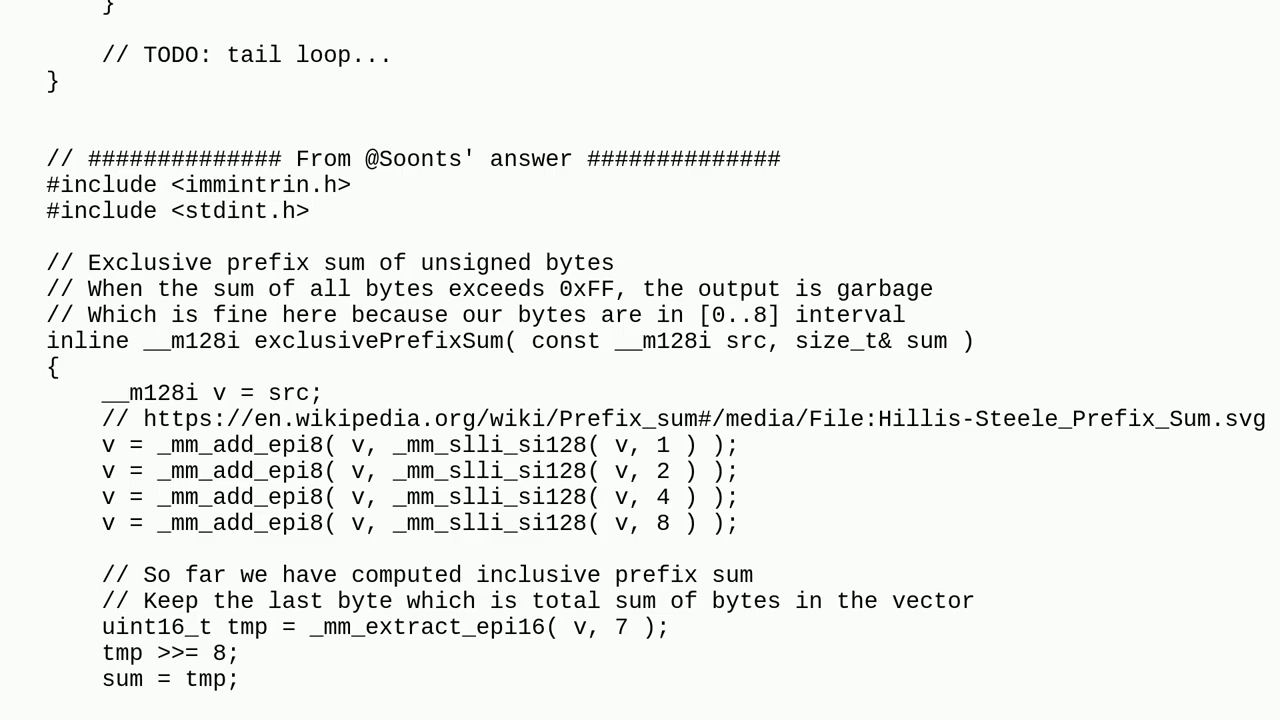 }
// TODO: tail loop...
}
// ############## From @Soonts' answer ##############
#include <immintrin.h>
#include <stdint.h>
// Exclusive prefix sum of unsigned bytes
// When the sum of all bytes exceeds 0xFF, the output is garbage
// Which is fine here because our bytes are in [0..8] interval
inline __m128i exclusivePrefixSum( const __m128i src, size_t& sum )
{
    __m128i v = src;
    // https://en.wikipedia.org/wiki/Prefix_sum#/media/File:Hillis-Steele_Prefix_Sum.svg
    v = _mm_add_epi8( v, _mm_slli_si128( v, 1 ) );
    v = _mm_add_epi8( v, _mm_slli_si128( v, 2 ) );
    v = _mm_add_epi8( v, _mm_slli_si128( v, 4 ) );
    v = _mm_add_epi8( v, _mm_slli_si128( v, 8 ) );
    // So far we have computed inclusive prefix sum
    // Keep the last byte which is total sum of bytes in the vector
    uint16_t tmp = _mm_extract_epi16( v, 7 );
    tmp >>= 8;
    sum = tmp;